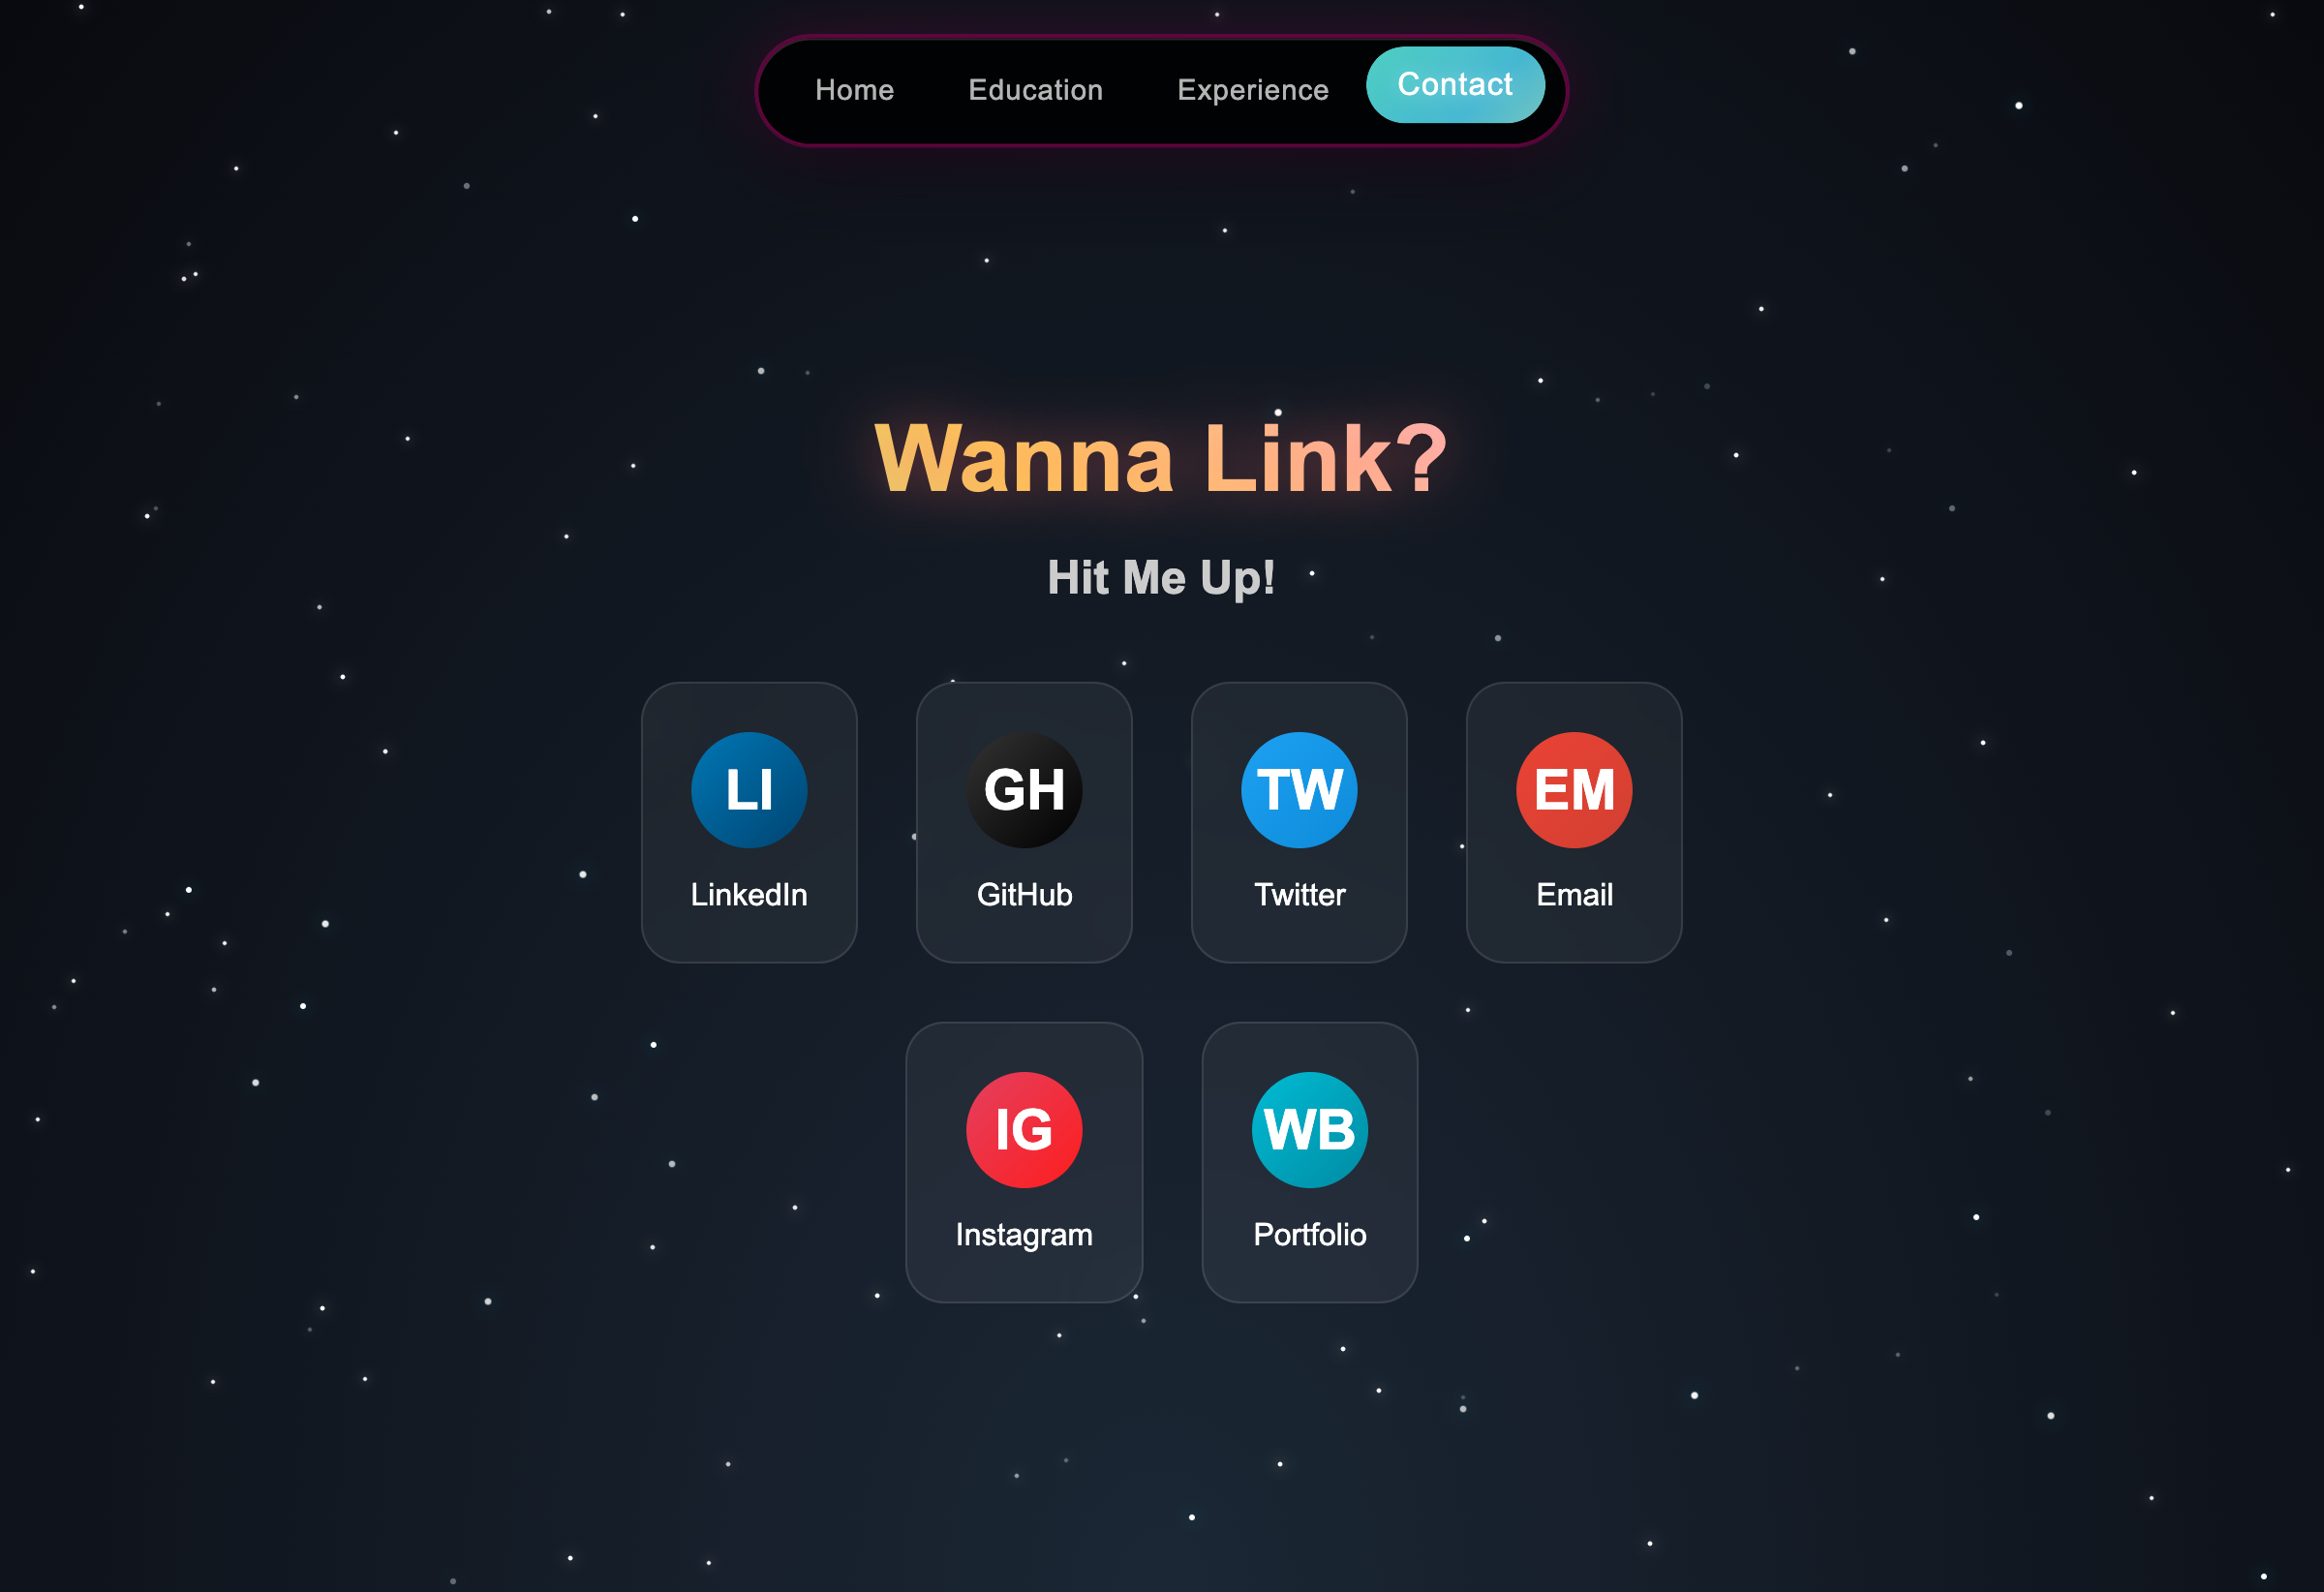 Home Education Experience Contact
Wanna Link?
Hit Me Up!
LI GH TW EM
LinkedIn GitHub Twitter Email
IG WB
Instagram Portfolio